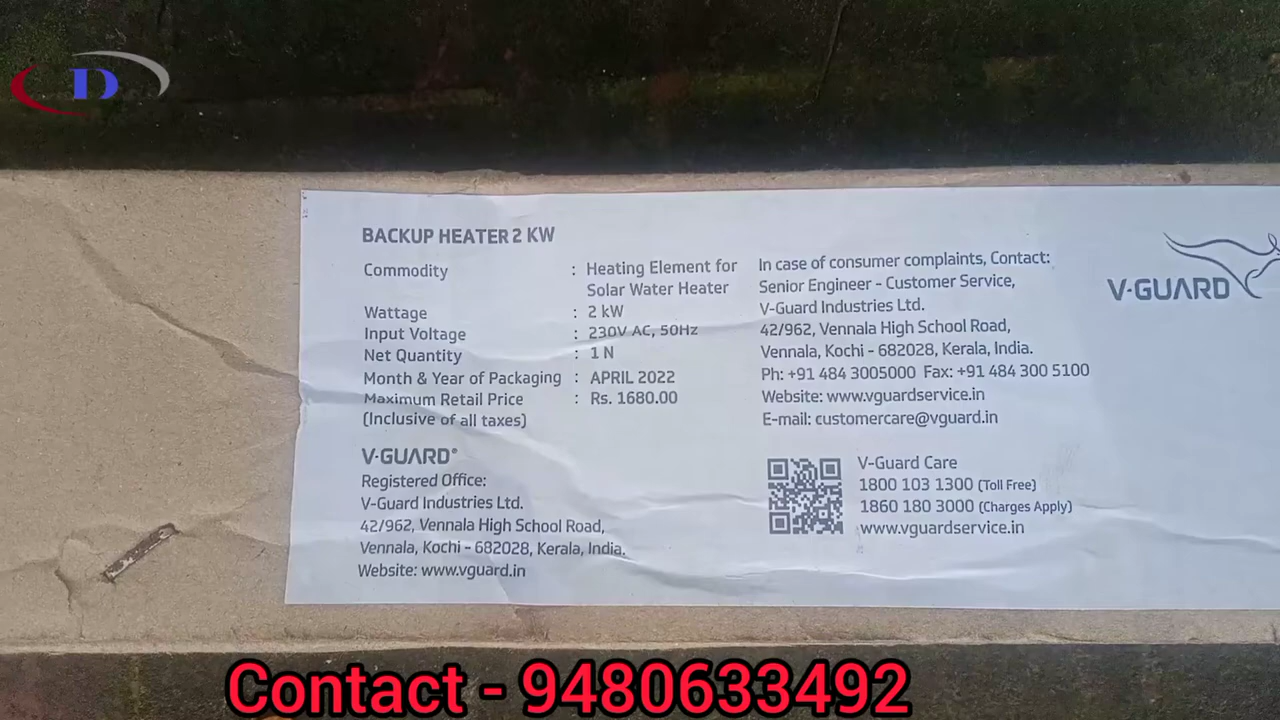 D
BACKUP HEATER 2 KW
Commodity : Heating Element for
Solar Water Heater
Wattage : 2 kW
Input Voltage : 230V AC, 50Hz
Net Quantity : 1 N
Month & Year of Packaging : APRIL 2022
Maximum Retail Price : Rs. 1680.00
(Inclusive of all taxes)
V-GUARD®
Registered Office:
V-Guard Industries Ltd.
42/962, Vennala High School Road,
Vennala, Kochi - 682028, Kerala, India.
Website: www.vguard.in
In case of consumer complaints, Contact:
Senior Engineer - Customer Service,
V-Guard Industries Ltd.
42/962, Vennala High School Road,
Vennala, Kochi - 682028, Kerala, India.
Ph: +91 484 3005000 Fax: +91 484 300 5100
Website: www.vguardservice.in
E-mail: customercare@vguard.in
V-Guard Care
1800 103 1300 (Toll Free)
1860 180 3000 (Charges Apply)
www.vguardservice.in
V-GUARD
Contact - 9480633492